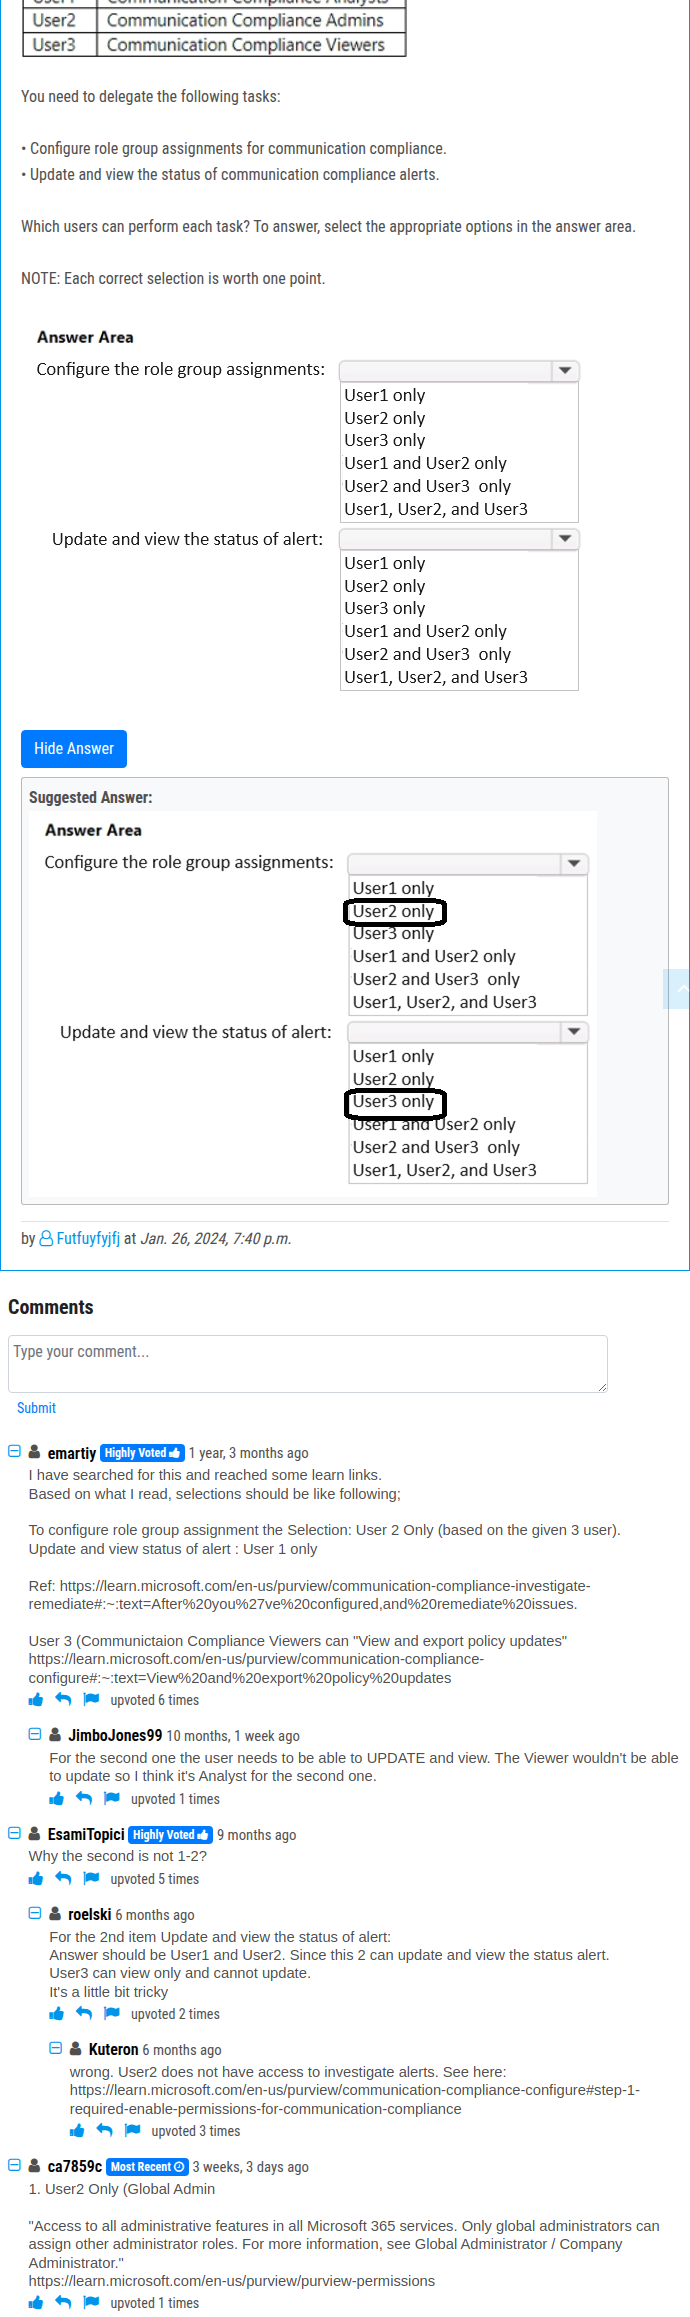 User1 Communication Compliance Analysts
User2 Communication Compliance Admins
User3 Communication Compliance Viewers
You need to delegate the following tasks:
• Configure role group assignments for communication compliance.
• Update and view the status of communication compliance alerts.
Which users can perform each task? To answer, select the appropriate options in the answer area.
NOTE: Each correct selection is worth one point.
Answer Area
Configure the role group assignments:
User1 only
User2 only
User3 only
User1 and User2 only
User2 and User3 only
User1, User2, and User3
Update and view the status of alert:
User1 only
User2 only
User3 only
User1 and User2 only
User2 and User3 only
User1, User2, and User3
Hide Answer
Suggested Answer:
Answer Area
Configure the role group assignments:
User1 only
User2 only
User3 only
User1 and User2 only
User2 and User3 only
User1, User2, and User3
Update and view the status of alert:
User1 only
User2 only
User3 only
User1 and User2 only
User2 and User3 only
User1, User2, and User3
by Futfuyfyjfj at Jan. 26, 2024, 7:40 p.m.
Comments
Type your comment...
Submit
emartiy Highly Voted 1 year, 3 months ago
I have searched for this and reached some learn links.
Based on what I read, selections should be like following;
To configure role group assignment the Selection: User 2 Only (based on the given 3 user).
Update and view status of alert : User 1 only
Ref: https://learn.microsoft.com/en-us/purview/communication-compliance-investigate-
remediate#:~:text=After%20you%27ve%20configured,and%20remediate%20issues.
User 3 (Communictaion Compliance Viewers can "View and export policy updates"
https://learn.microsoft.com/en-us/purview/communication-compliance-
configure#:~:text=View%20and%20export%20policy%20updates
upvoted 6 times
JimboJones99 10 months, 1 week ago
For the second one the user needs to be able to UPDATE and view. The Viewer wouldn't be able
to update so I think it's Analyst for the second one.
upvoted 1 times
EsamiTopici Highly Voted 9 months ago
Why the second is not 1-2?
upvoted 5 times
roelski 6 months ago
For the 2nd item Update and view the status of alert:
Answer should be User1 and User2. Since this 2 can update and view the status alert.
User3 can view only and cannot update.
It's a little bit tricky
upvoted 2 times
Kuteron 6 months ago
wrong. User2 does not have access to investigate alerts. See here:
https://learn.microsoft.com/en-us/purview/communication-compliance-configure#step-1-
required-enable-permissions-for-communication-compliance
upvoted 3 times
ca7859c Most Recent 3 weeks, 3 days ago
1. User2 Only (Global Admin
"Access to all administrative features in all Microsoft 365 services. Only global administrators can
assign other administrator roles. For more information, see Global Administrator / Company
Administrator."
https://learn.microsoft.com/en-us/purview/purview-permissions
upvoted 1 times